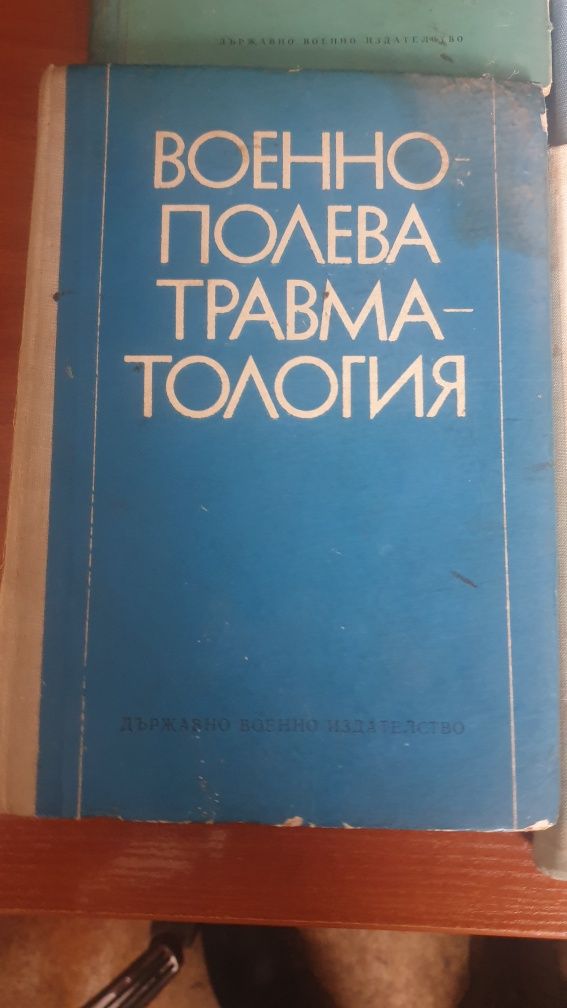 ДЪРЖАВНО ВОЕННО ИЗДАТЕЛСТВО
ВОЕННО-
ПОЛЕВА
ТРАВМА-
ТОЛОГИЯ
ДЪРЖАВНО ВОЕННО ИЗДАТЕЛСТВО